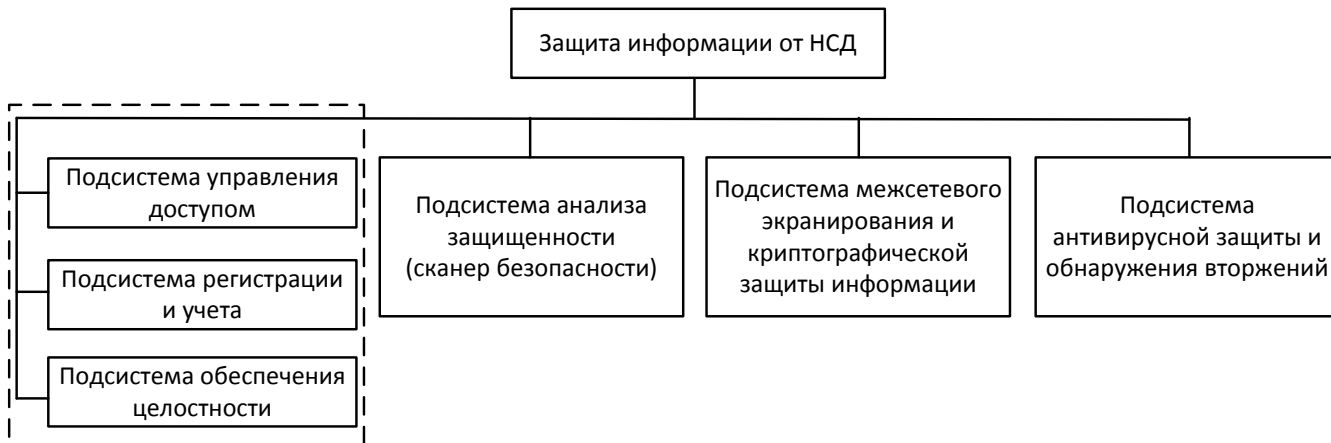 Защита информации от НСД
Подсистема управления
доступом
Подсистема регистрации
и учета
Подсистема обеспечения
целостности
Подсистема анализа
защищенности
(сканер безопасности)
Подсистема межсетевого
экранирования и
криптографической
защиты информации
Подсистема
антивирусной защиты и
обнаружения вторжений